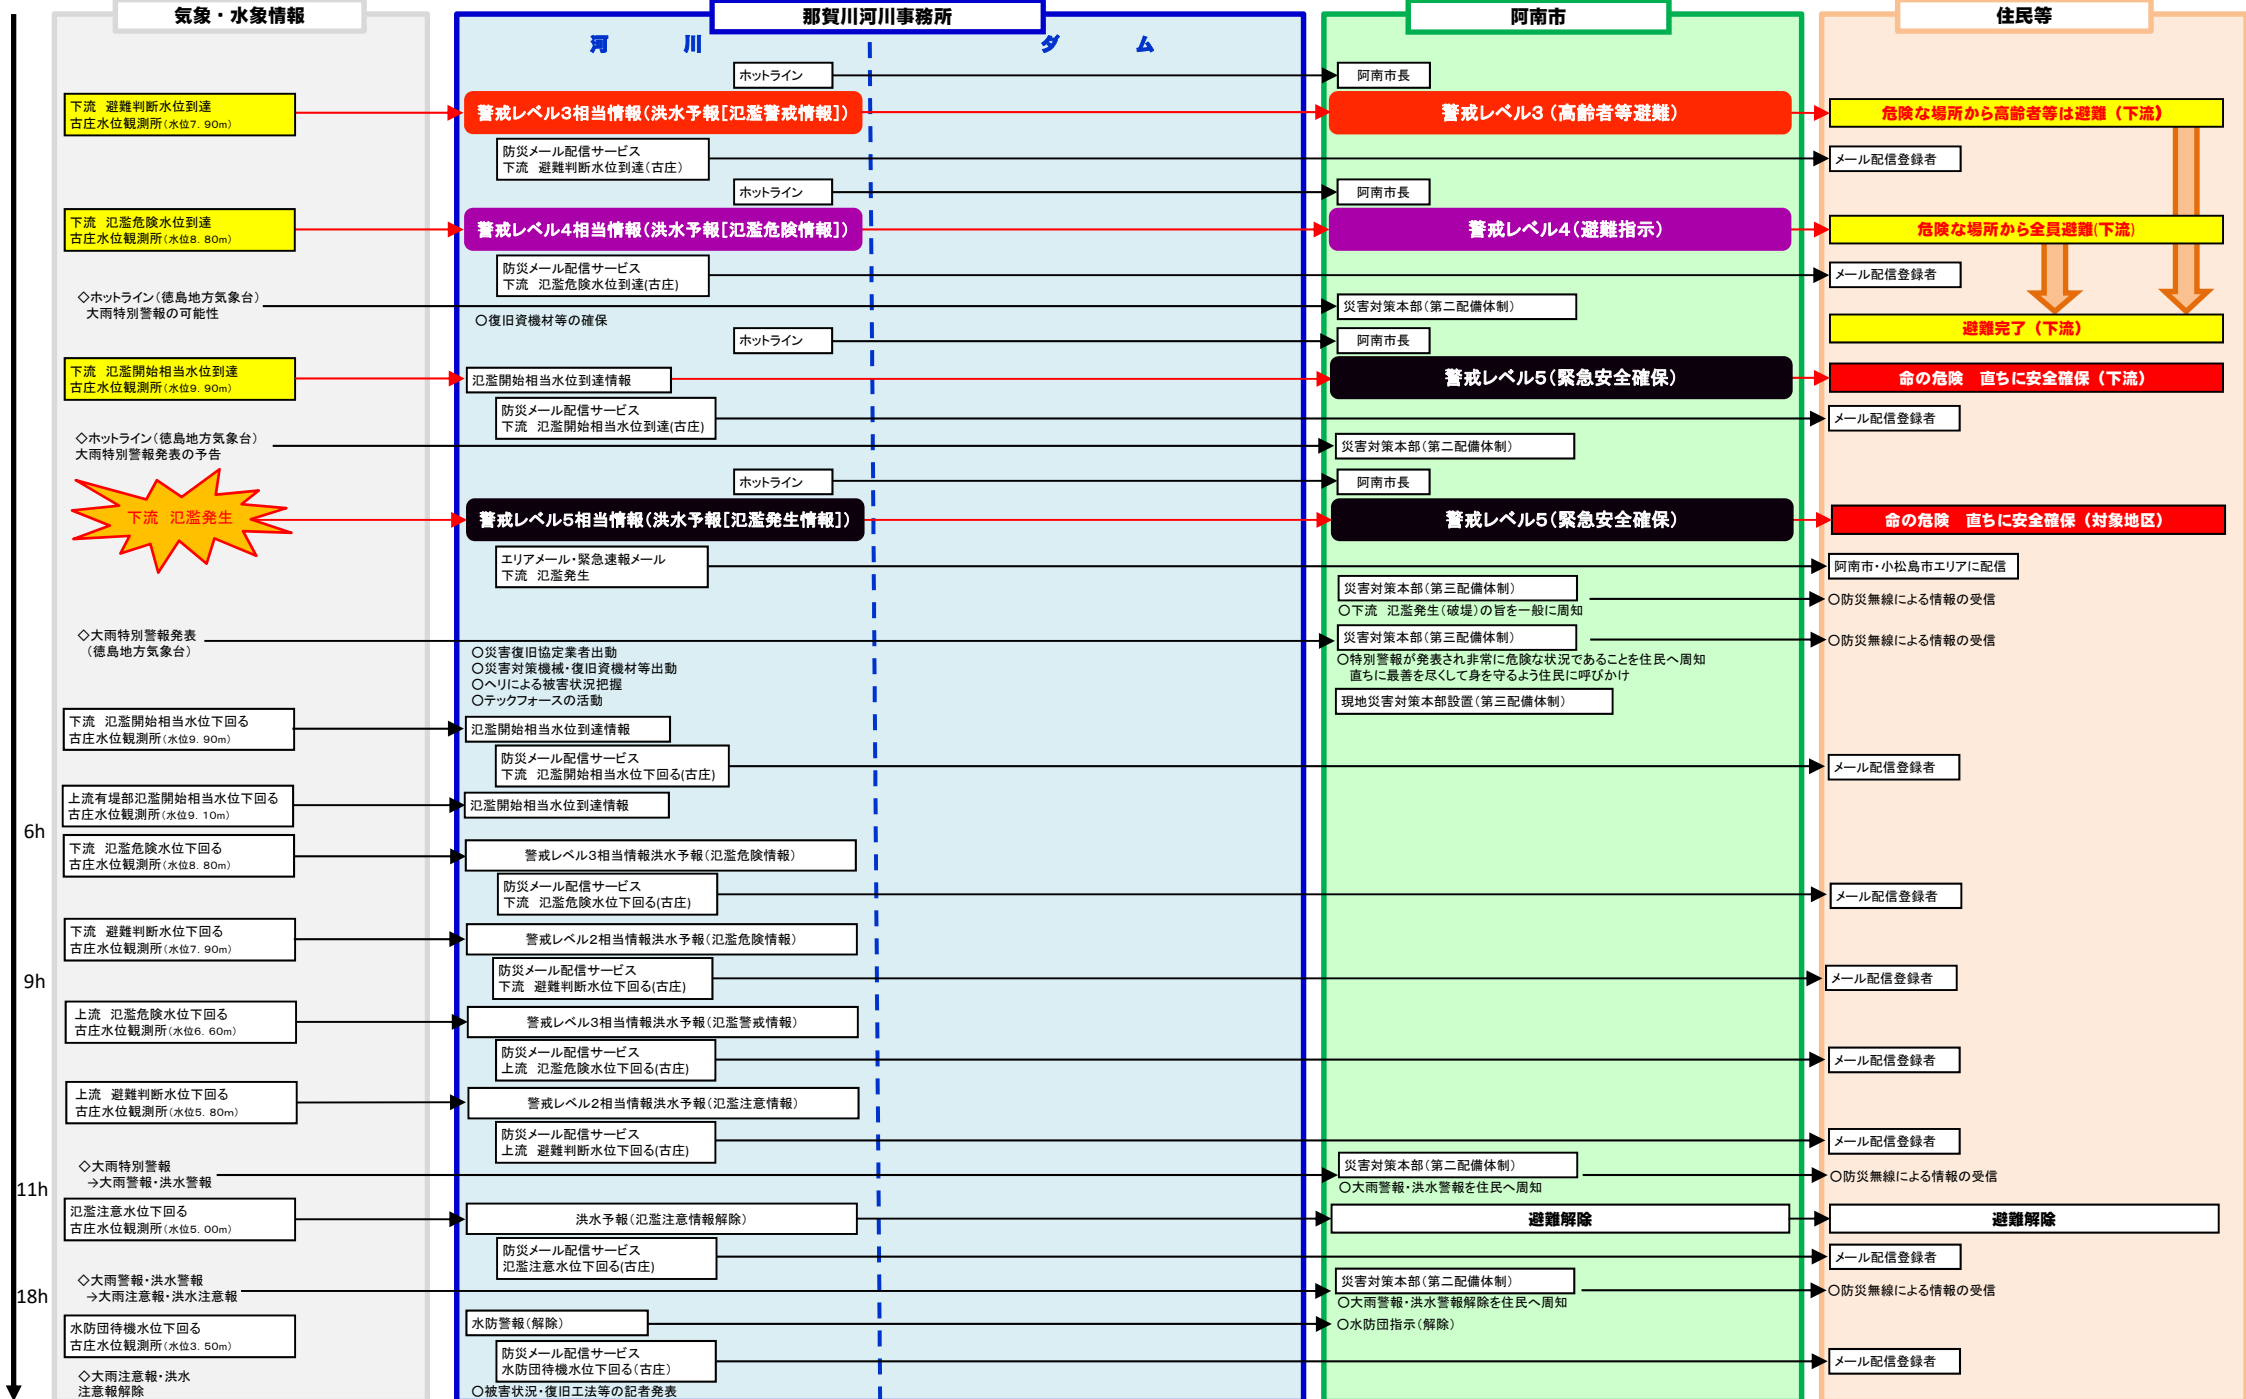 気象・水象情報
那賀川河川事務所
阿南市
住民等
河　川
ダ　ム
ホットライン
阿南市長
下流　避難判断水位到達
古庄水位観測所(水位7.90m)
警戒レベル3相当情報(洪水予報[氾濫警戒情報])
警戒レベル3（高齢者等避難）
危険な場所から高齢者等は避難（下流）
防災メール配信サービス
下流　避難判断水位到達(古庄)
メール配信登録者
ホットライン
阿南市長
下流　氾濫危険水位到達
古庄水位観測所(水位8.80m)
警戒レベル4相当情報(洪水予報[氾濫危険情報])
警戒レベル4(避難指示)
危険な場所から全員避難(下流)
防災メール配信サービス
下流　氾濫危険水位到達(古庄)
メール配信登録者
◇ホットライン(徳島地方気象台)
大雨特別警報の可能性
災害対策本部(第二配備体制)
○復旧資機材等の確保
避難完了（下流）
ホットライン
阿南市長
下流　氾濫開始相当水位到達
古庄水位観測所(水位9.90m)
氾濫開始相当水位到達情報
警戒レベル5(緊急安全確保)
命の危険　直ちに安全確保（下流）
防災メール配信サービス
下流　氾濫開始相当水位到達(古庄)
メール配信登録者
◇ホットライン(徳島地方気象台)
大雨特別警報発表の予告
災害対策本部(第二配備体制)
ホットライン
阿南市長
下流　氾濫発生
警戒レベル5相当情報(洪水予報[氾濫発生情報])
警戒レベル5(緊急安全確保)
命の危険　直ちに安全確保（対象地区）
エリアメール・緊急速報メール
下流　氾濫発生
阿南市・小松島市エリアに配信
災害対策本部(第三配備体制)
○下流　氾濫発生(破堤)の旨を一般に周知
○防災無線による情報の受信
◇大雨特別警報発表
(徳島地方気象台)
災害対策本部(第三配備体制)
○防災無線による情報の受信
○災害復旧協定業者出動
○災害対策機械・復旧資機材等出動
○ヘリによる被害状況把握
○テックフォースの活動
○特別警報が発表され非常に危険な状況であることを住民へ周知
直ちに最善を尽くして身を守るよう住民に呼びかけ
現地災害対策本部設置(第三配備体制)
下流　氾濫開始相当水位下回る
古庄水位観測所(水位9.90m)
氾濫開始相当水位到達情報
防災メール配信サービス
下流　氾濫開始相当水位下回る(古庄)
メール配信登録者
上流有堤部氾濫開始相当水位下回る
古庄水位観測所(水位9.10m)
氾濫開始相当水位到達情報
6h
下流　氾濫危険水位下回る
古庄水位観測所(水位8.80m)
警戒レベル3相当情報洪水予報(氾濫危険情報)
防災メール配信サービス
下流　氾濫危険水位下回る(古庄)
メール配信登録者
下流　避難判断水位下回る
古庄水位観測所(水位7.90m)
警戒レベル2相当情報洪水予報(氾濫危険情報)
防災メール配信サービス
下流　避難判断水位下回る(古庄)
メール配信登録者
9h
上流　氾濫危険水位下回る
古庄水位観測所(水位6.60m)
警戒レベル3相当情報洪水予報(氾濫警戒情報)
防災メール配信サービス
上流　氾濫危険水位下回る(古庄)
メール配信登録者
上流　避難判断水位下回る
古庄水位観測所(水位5.80m)
警戒レベル2相当情報洪水予報(氾濫注意情報)
防災メール配信サービス
上流　避難判断水位下回る(古庄)
メール配信登録者
◇大雨特別警報
→大雨警報・洪水警報
災害対策本部(第二配備体制)
○大雨警報・洪水警報を住民へ周知
○防災無線による情報の受信
11h
氾濫注意水位下回る
古庄水位観測所(水位5.00m)
洪水予報(氾濫注意情報解除)
避難解除
避難解除
防災メール配信サービス
氾濫注意水位下回る(古庄)
メール配信登録者
◇大雨警報・洪水警報
→大雨注意報・洪水注意報
災害対策本部(第二配備体制)
○大雨警報・洪水警報解除を住民へ周知
○防災無線による情報の受信
18h
水防団待機水位下回る
古庄水位観測所(水位3.50m)
水防警報(解除)
○水防団指示(解除)
防災メール配信サービス
水防団待機水位下回る(古庄)
メール配信登録者
◇大雨注意報・洪水
注意報解除
○被害状況・復旧工法等の記者発表